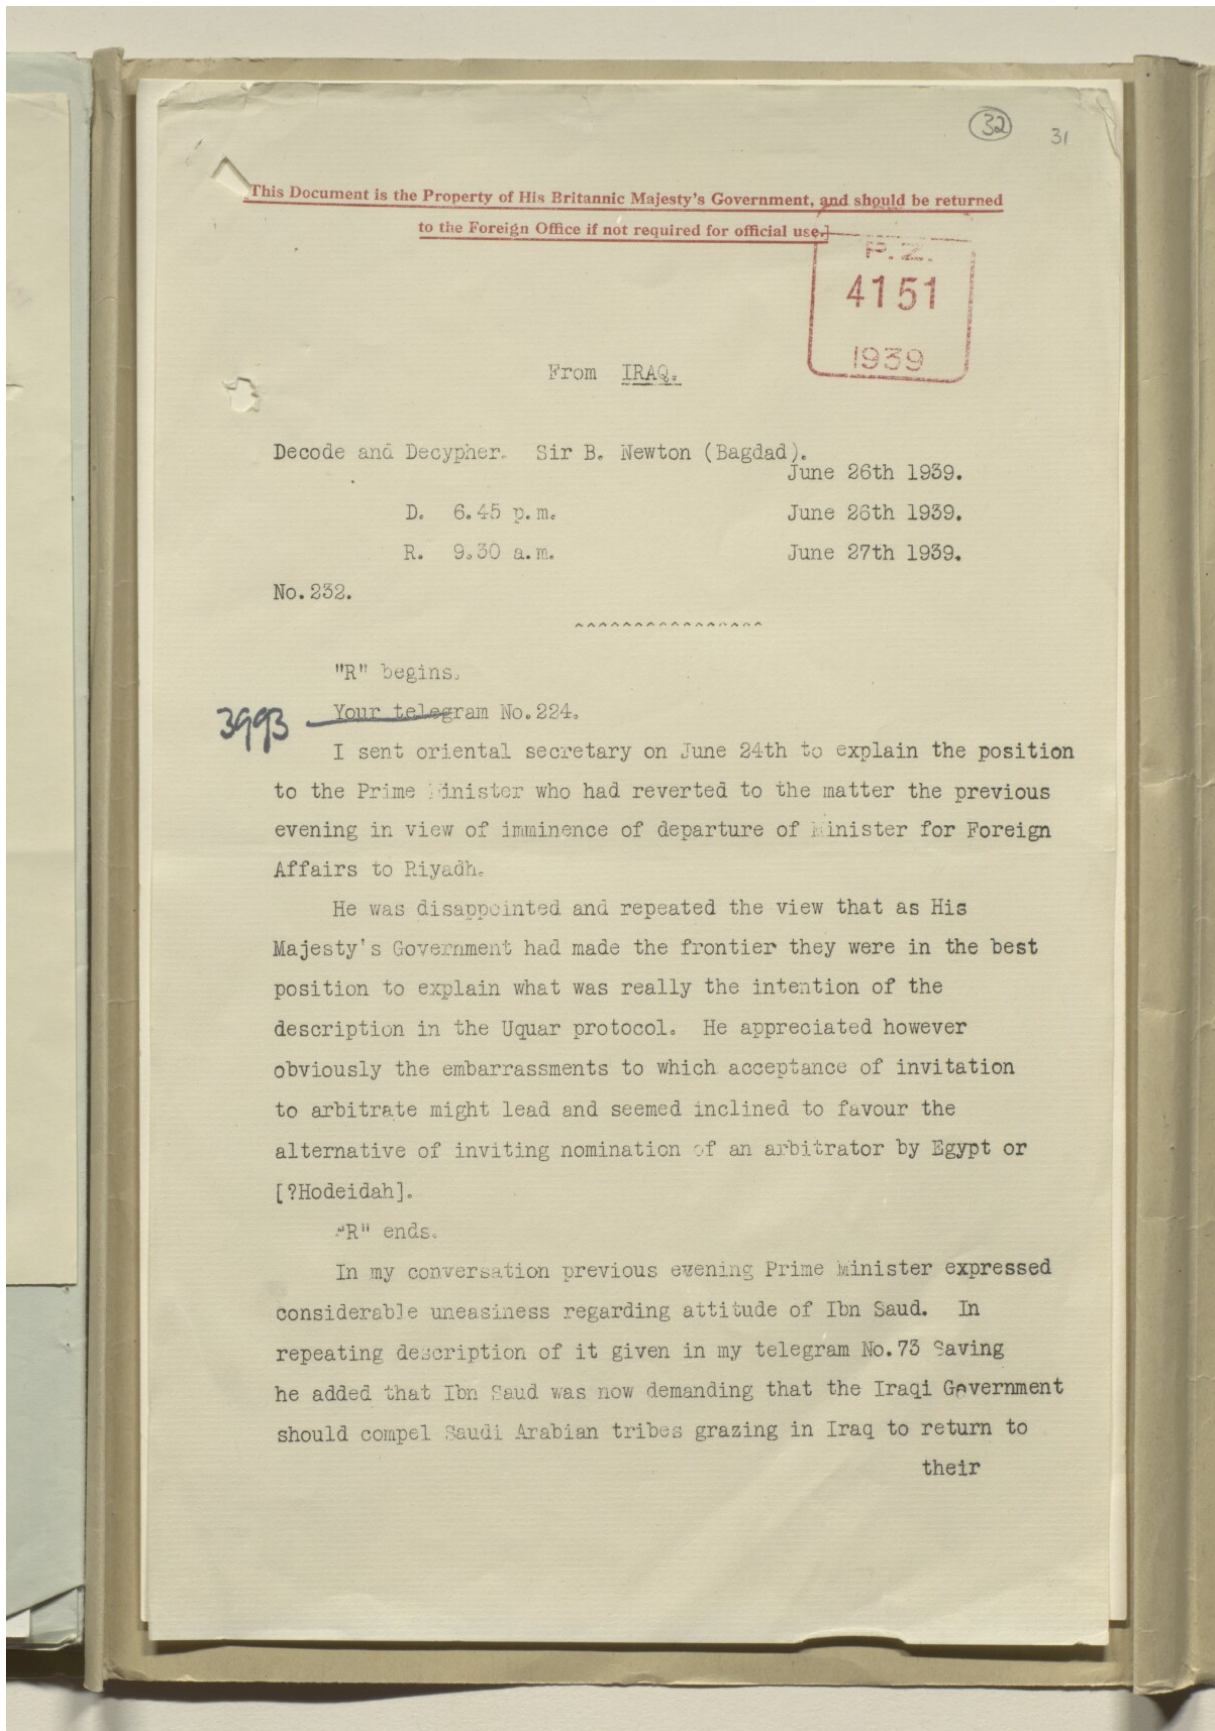 32
31
This Document is the Property of His Britannic Majesty's Government, and should be returned
to the Foreign Office if not required for official use.]
P.Z.
4151
1939
From IRAQ.
Decode and Decypher. Sir B. Newton (Bagdad).
June 26th 1939.
D. 6.45 p.m. June 26th 1939.
R. 9.30 a.m. June 27th 1939.
No.232.
^^^^^^^^^^^^^^^^
"R" begins.
3993 Your telegram No.224.
I sent oriental secretary on June 24th to explain the position
to the Prime Minister who had reverted to the matter the previous
evening in view of imminence of departure of Minister for Foreign
Affairs to Riyadh.
He was disappointed and repeated the view that as His
Majesty's Government had made the frontier they were in the best
position to explain what was really the intention of the
description in the Uquar protocol. He appreciated however
obviously the embarrassments to which acceptance of invitation
to arbitrate might lead and seemed inclined to favour the
alternative of inviting nomination of an arbitrator by Egypt or
[?Hodeidah].
"R" ends.
In my conversation previous evening Prime Minister expressed
considerable uneasiness regarding attitude of Ibn Saud. In
repeating description of it given in my telegram No.73 Saving
he added that Ibn Saud was now demanding that the Iraqi Government
should compel Saudi Arabian tribes grazing in Iraq to return to
their